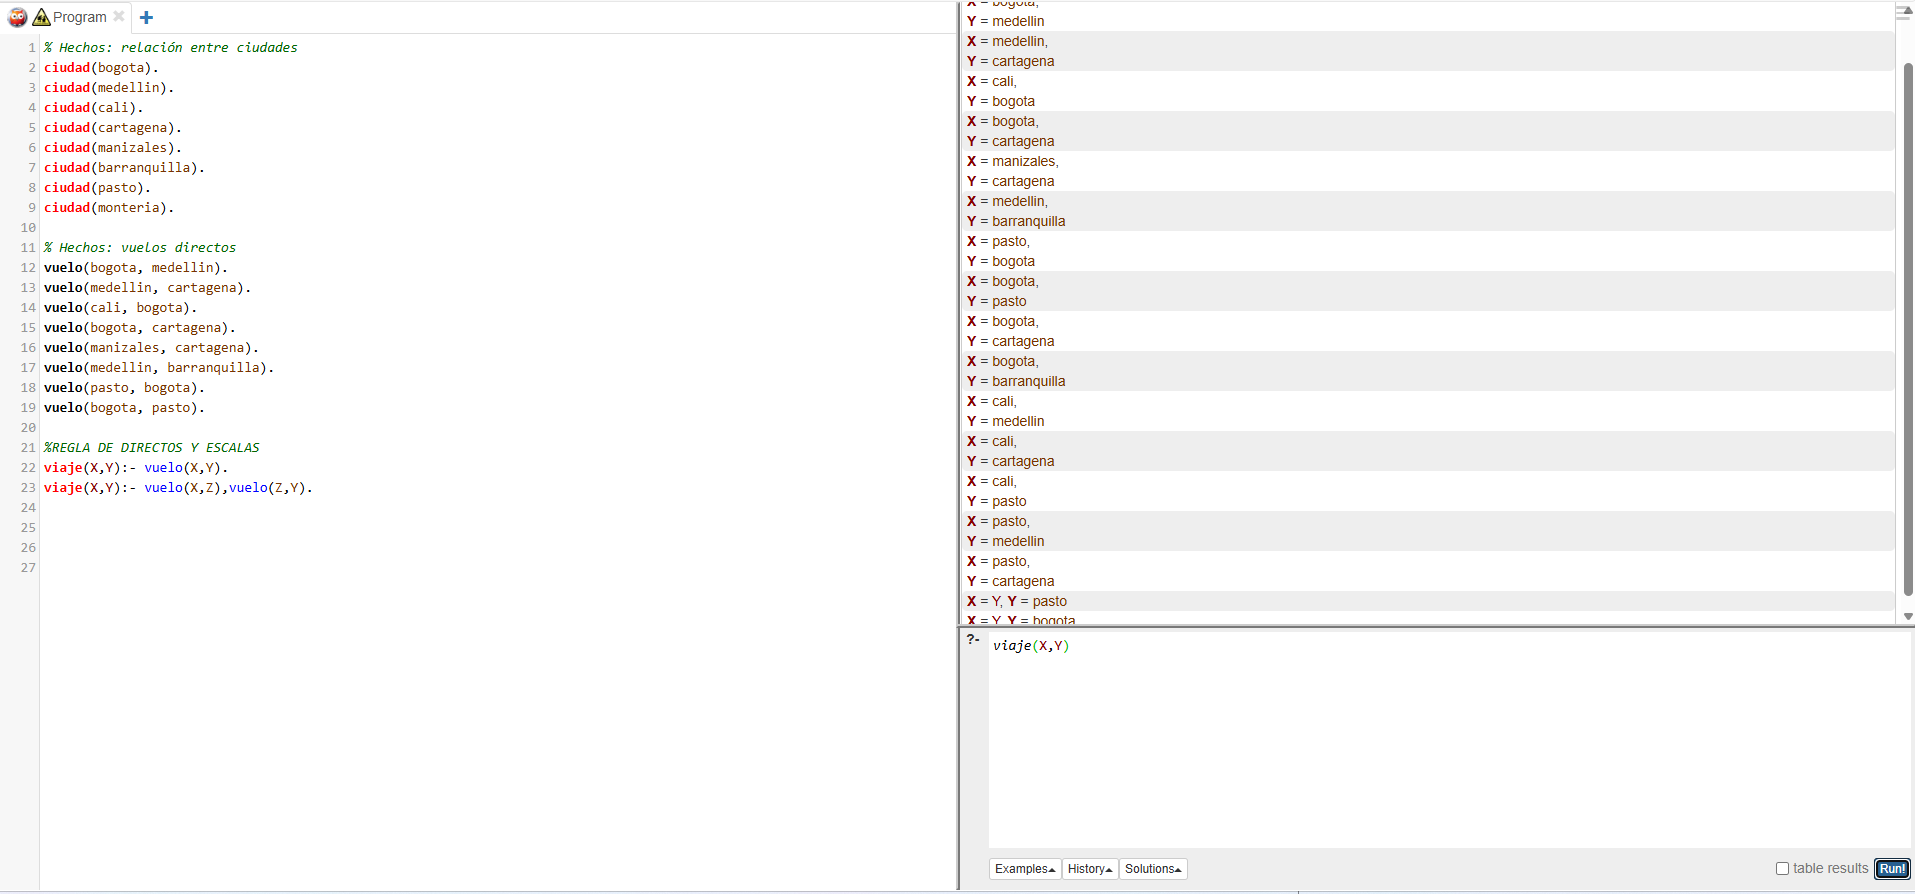 Program
1 % Hechos: relación entre ciudades
2 ciudad(bogota).
3 ciudad(medellin).
4 ciudad(cali).
5 ciudad(cartagena).
6 ciudad(manizales).
7 ciudad(barranquilla).
8 ciudad(pasto).
9 ciudad(monteria).
10
11 % Hechos: vuelos directos
12 vuelo(bogota, medellin).
13 vuelo(medellin, cartagena).
14 vuelo(cali, bogota).
15 vuelo(bogota, cartagena).
16 vuelo(manizales, cartagena).
17 vuelo(medellin, barranquilla).
18 vuelo(pasto, bogota).
19 vuelo(bogota, pasto).
20
21 %REGLA DE DIRECTOS Y ESCALAS
22 viaje(X,Y):- vuelo(X,Y).
23 viaje(X,Y):- vuelo(X,Z),vuelo(Z,Y).
24
25
26
27
X = bogota,
Y = medellin
X = medellin,
Y = cartagena
X = cali,
Y = bogota
X = bogota,
Y = cartagena
X = manizales,
Y = cartagena
X = medellin,
Y = barranquilla
X = pasto,
Y = bogota
X = bogota,
Y = pasto
X = bogota,
Y = cartagena
X = bogota,
Y = barranquilla
X = cali,
Y = medellin
X = cali,
Y = cartagena
X = cali,
Y = pasto
X = pasto,
Y = medellin
X = pasto,
Y = cartagena
X = Y, Y = pasto
X = Y, Y = bogota
?- viaje(X,Y)
Examples History Solutions table results Run!